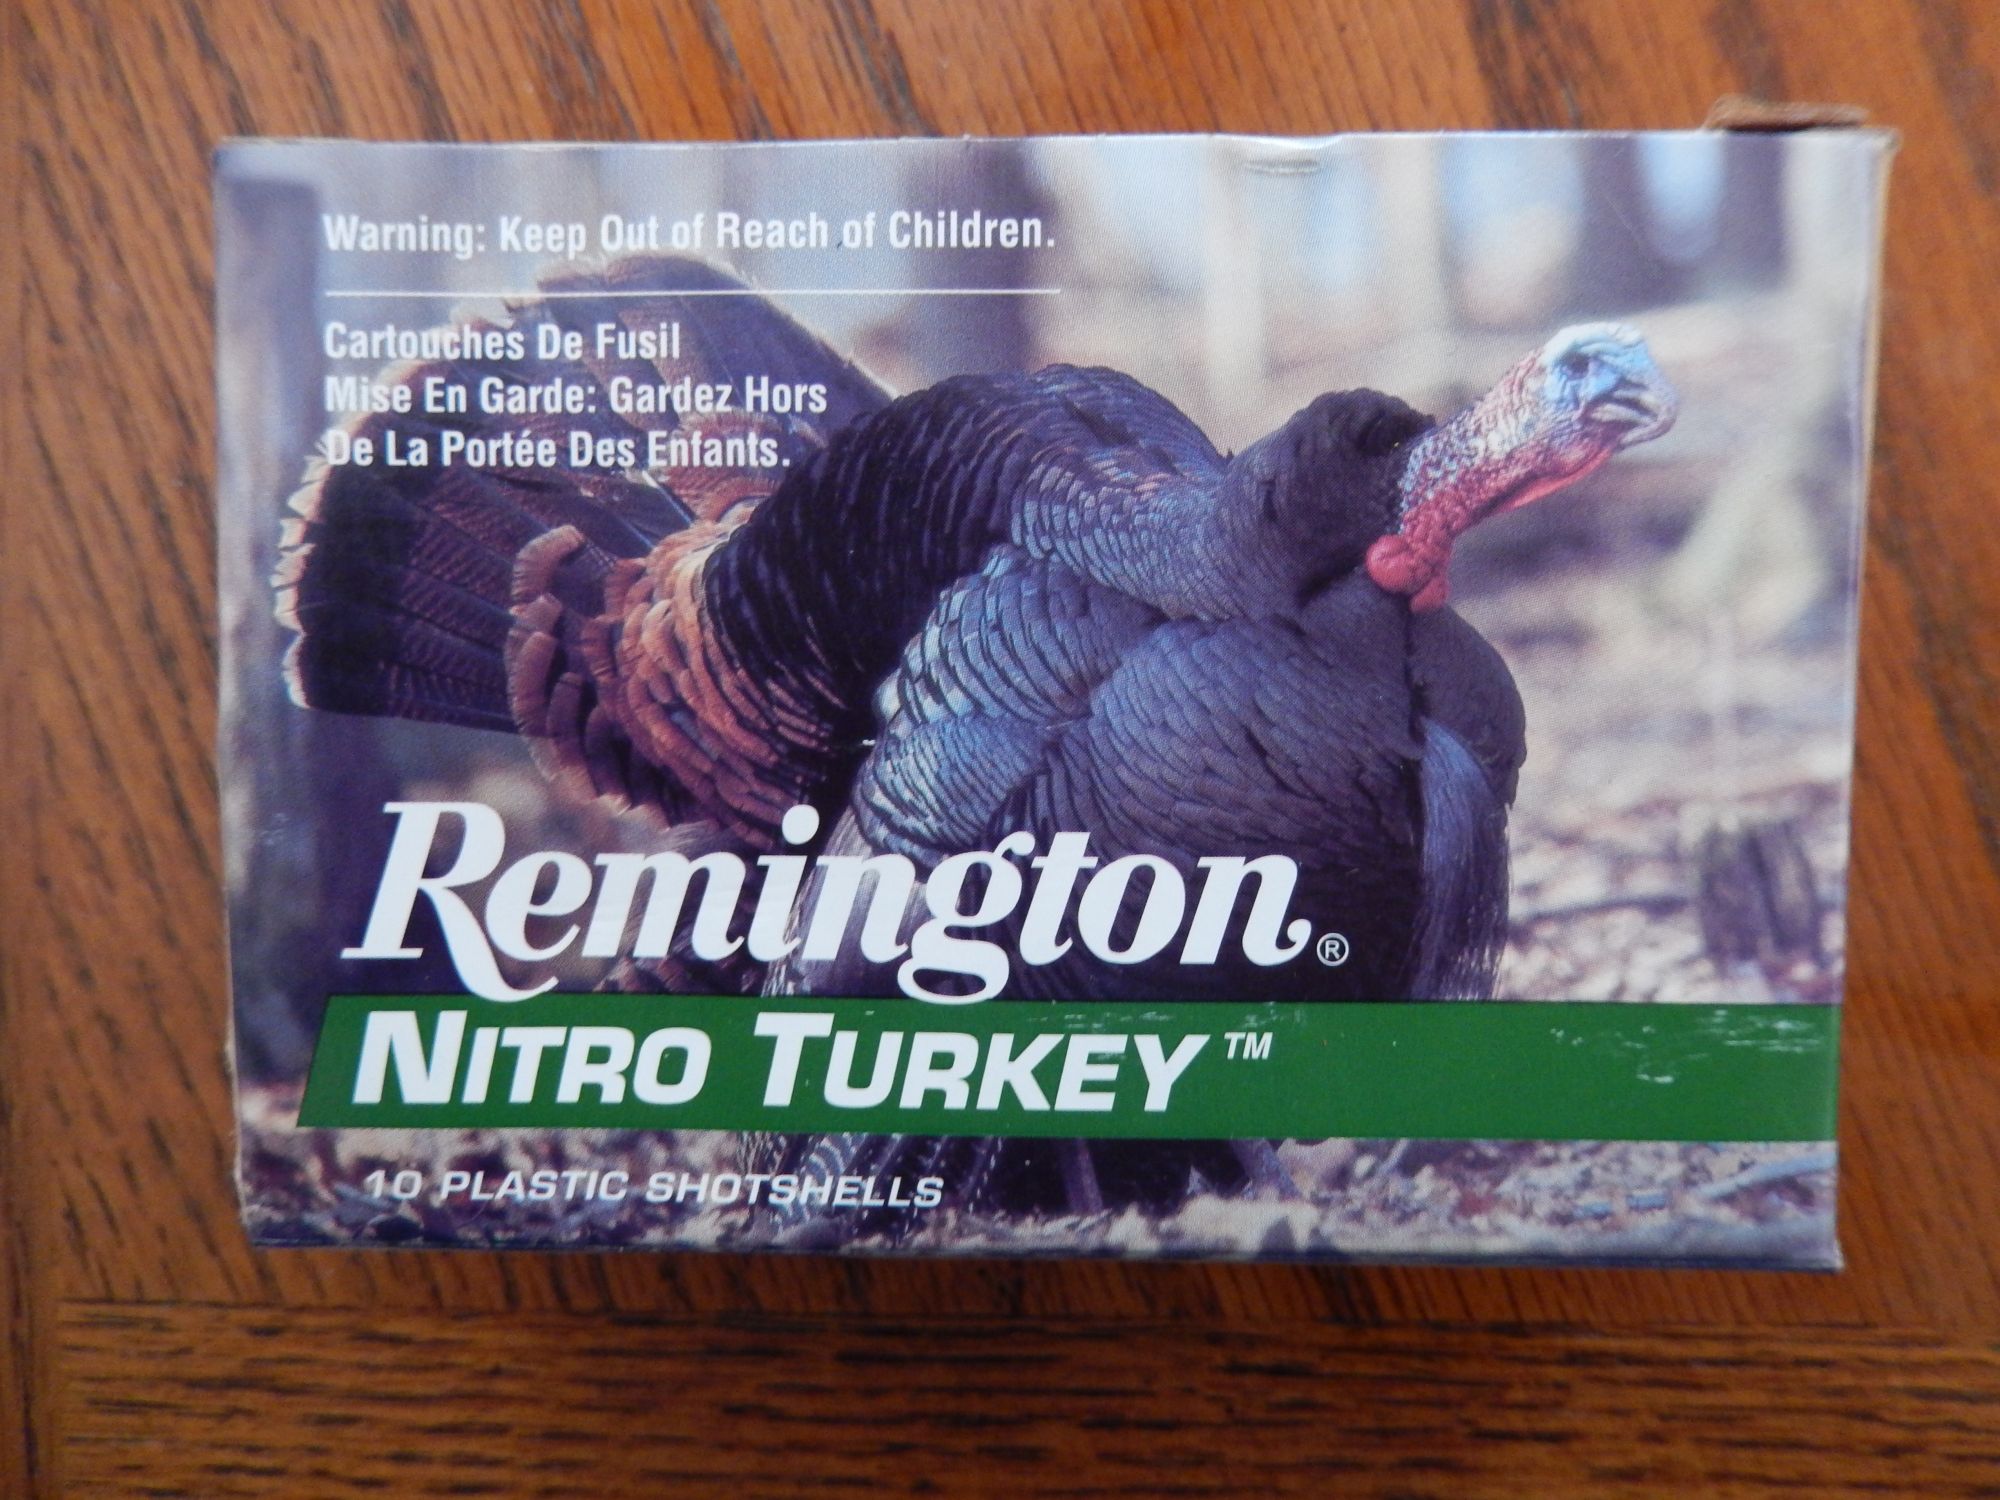 Warning: Keep Out of Reach of Children.
Cartouches De Fusil
Mise En Garde: Gardez Hors
De La Portée Des Enfants.
Remington®
NITRO TURKEY™
10 PLASTIC SHOTSHELLS